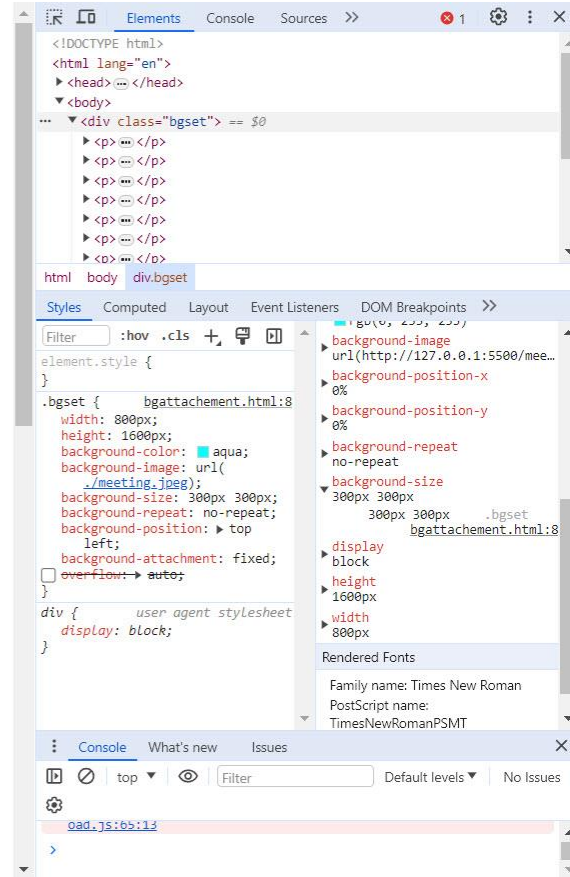 Elements Console Sources 1
<!DOCTYPE html>
<html lang="en">
<head> </head>
<body>
<div class="bgset"> == $0
<p> </p>
<p> </p>
<p> </p>
<p> </p>
<p> </p>
<p> </p>
<p> </p>
html body div.bgset
Styles Computed Layout Event Listeners DOM Breakpoints
Filter :hov .cls
element.style {
}
.bgset { bgattachement.html:8
width: 800px;
height: 1600px;
background-color: aqua;
background-image: url(
./meeting.jpeg);
background-size: 300px 300px;
background-repeat: no-repeat;
background-position: top
left;
background-attachment: fixed;
overflow: auto;
}
div { user agent stylesheet
display: block;
}
rgb(0, 255, 255)
background-image
url(http://127.0.0.1:5500/mee…
background-position-x
0%
background-position-y
0%
background-repeat
no-repeat
background-size
300px 300px
300px 300px .bgset
bgattachement.html:8
display
block
height
1600px
width
800px
Rendered Fonts
Family name: Times New Roman
PostScript name:
TimesNewRomanPSMT
Console What's new Issues
top Filter Default levels No Issues
oad.js:65:13